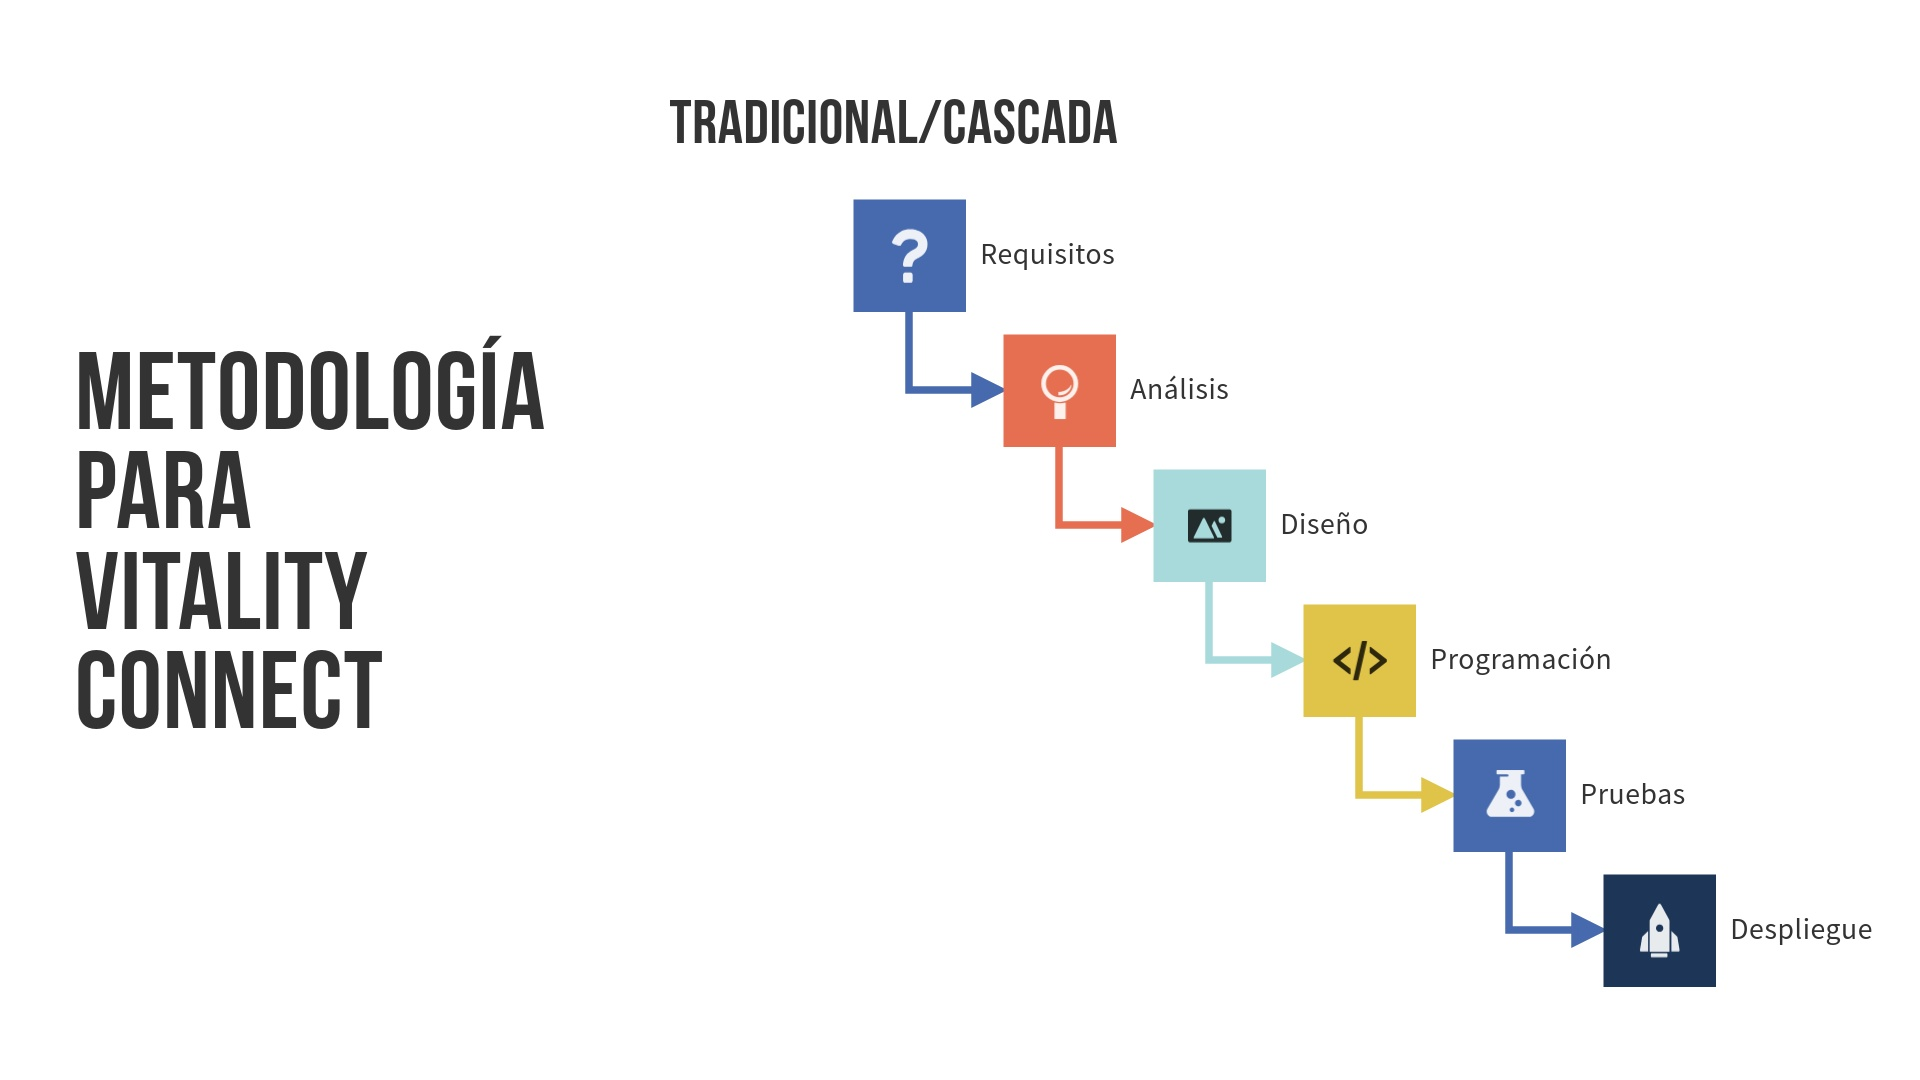 TRADICIONAL/CASCADA
METODOLOGÍA
PARA
VITALITY
CONNECT
?
Requisitos
Análisis
Diseño
</>
Programación
Pruebas
Despliegue